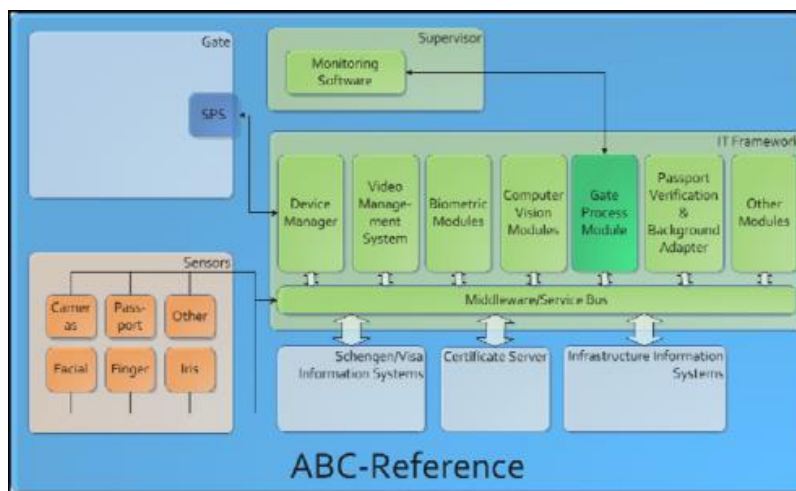 Gate
SPS
Supervisor
Monitoring
Software
IT Framework
Device
Manager
Video
Manage-
ment
System
Biometric
Modules
Computer
Vision
Modules
Gate
Process
Module
Passport
Verification
&
Background
Adapter
Other
Modules
Middleware/Service Bus
Sensors
Camer
as
Pass-
port
Other
Facial
Finger
Iris
Schengen/Visa
Information Systems
Certificate Server
Infrastructure Information
Systems
ABC-Reference